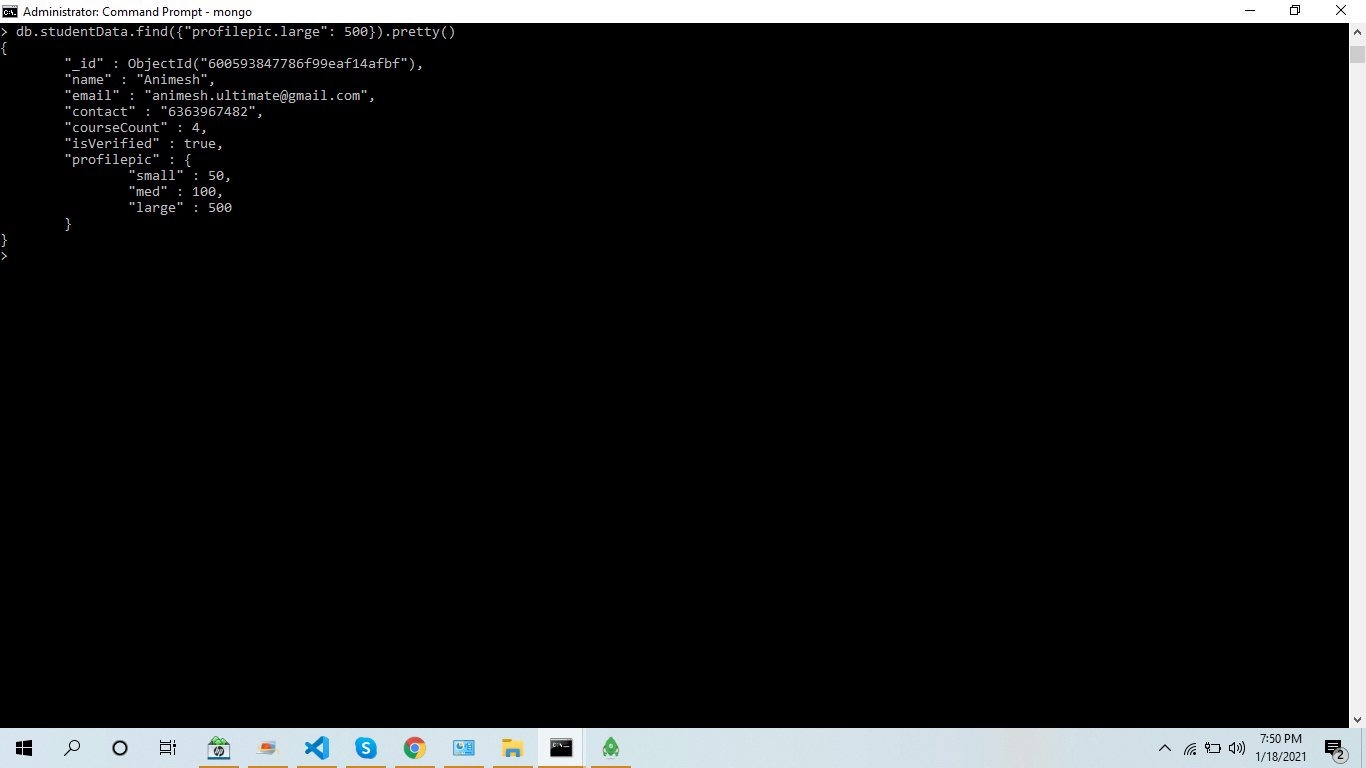 Administrator: Command Prompt - mongo
> db.studentData.find({"profilepic.large": 500}).pretty()
{
        "_id" : ObjectId("600593847786f99eaf14afbf"),
        "name" : "Animesh",
        "email" : "animesh.ultimate@gmail.com",
        "contact" : "6363967482",
        "courseCount" : 4,
        "isVerified" : true,
        "profilepic" : {
                "small" : 50,
                "med" : 100,
                "large" : 500
        }
}
>
7:50 PM
1/18/2021
2